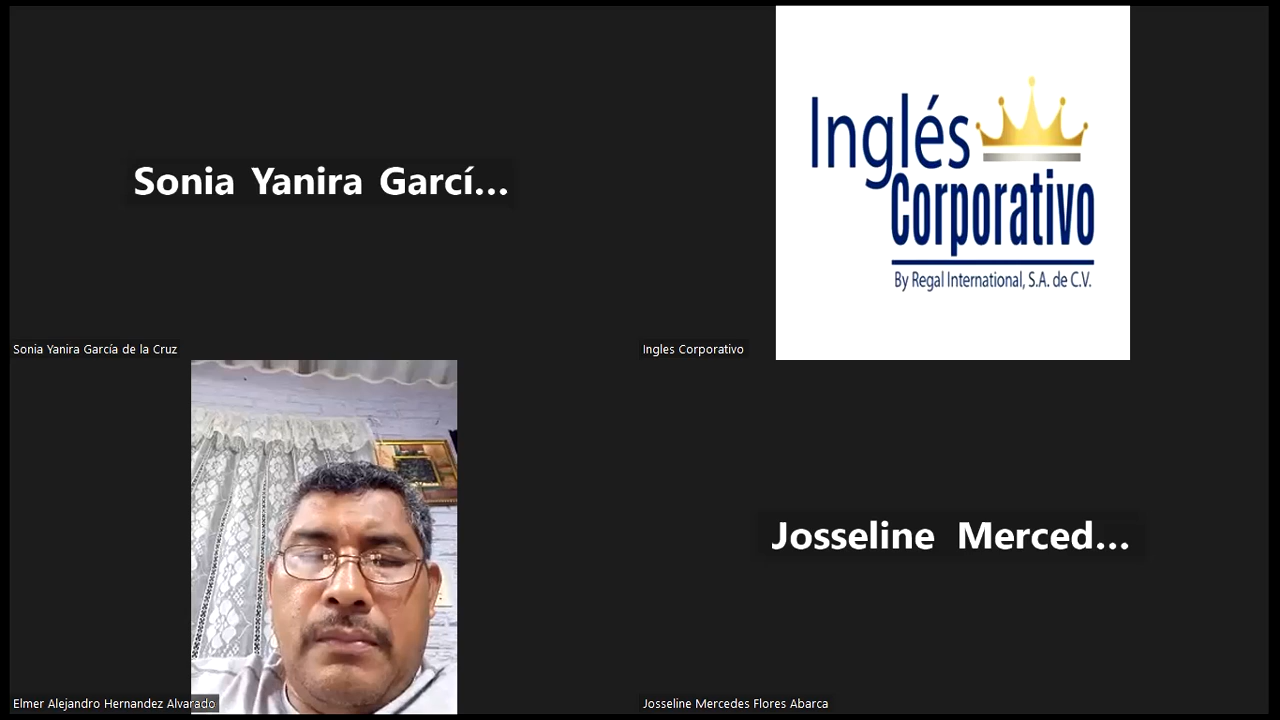 Sonia Yanira Garcí...
Inglés
Corporativo
By Regal International, S.A. de C.V.
Sonia Yanira García de la Cruz
Ingles Corporativo
Josseline Merced...
Elmer Alejandro Hernandez Alvarado
Josseline Mercedes Flores Abarca